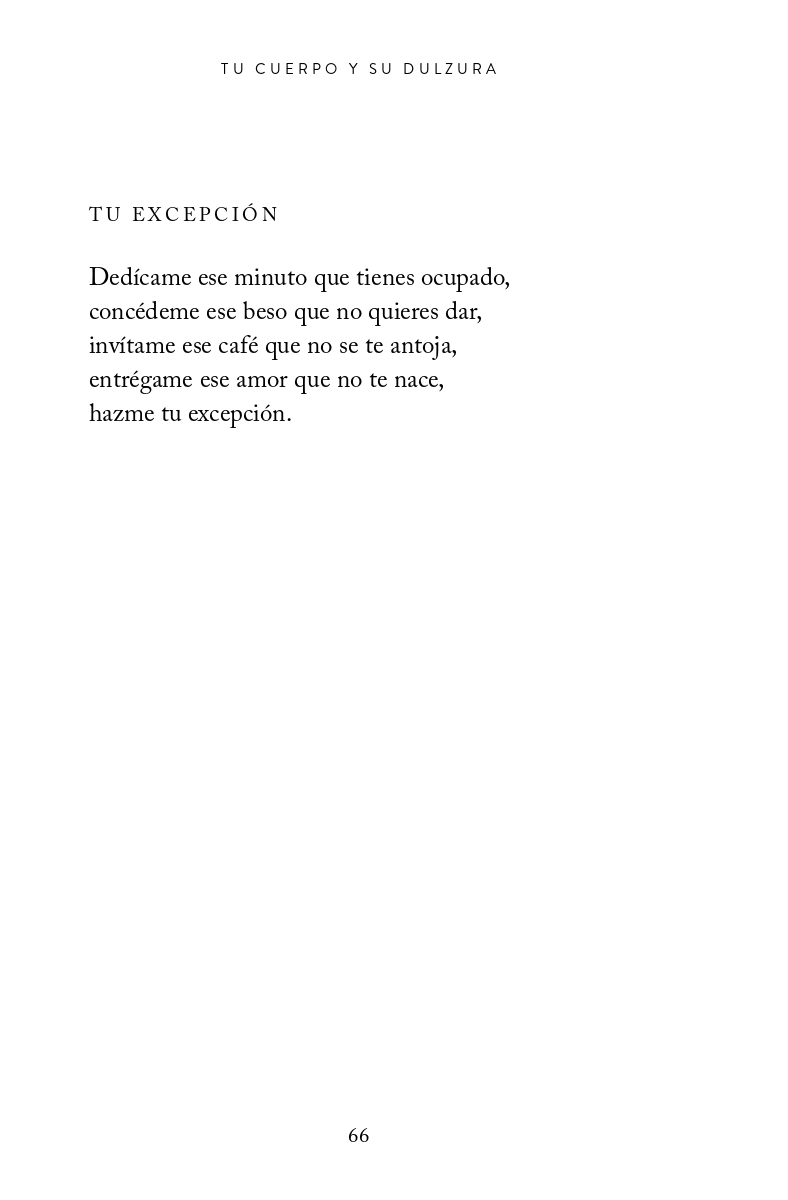 TU CUERPO Y SU DULZURA
TU EXCEPCIÓN
Dedícame ese minuto que tienes ocupado,
concédeme ese beso que no quieres dar,
invítame ese café que no se te antoja,
entrégame ese amor que no te nace,
hazme tu excepción.
66